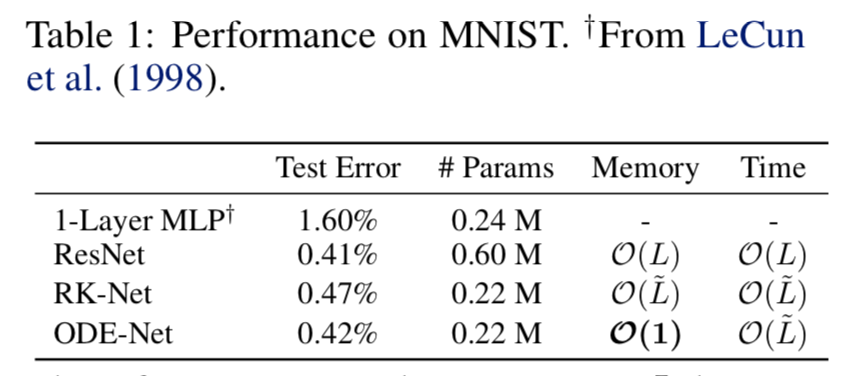 Table 1: Performance on MNIST. †From LeCun
et al. (1998).
Test Error # Params Memory Time
1-Layer MLP† 1.60% 0.24 M - -
ResNet 0.41% 0.60 M O(L) O(L)
RK-Net 0.47% 0.22 M O(L̃) O(L̃)
ODE-Net 0.42% 0.22 M O(1) O(L̃)